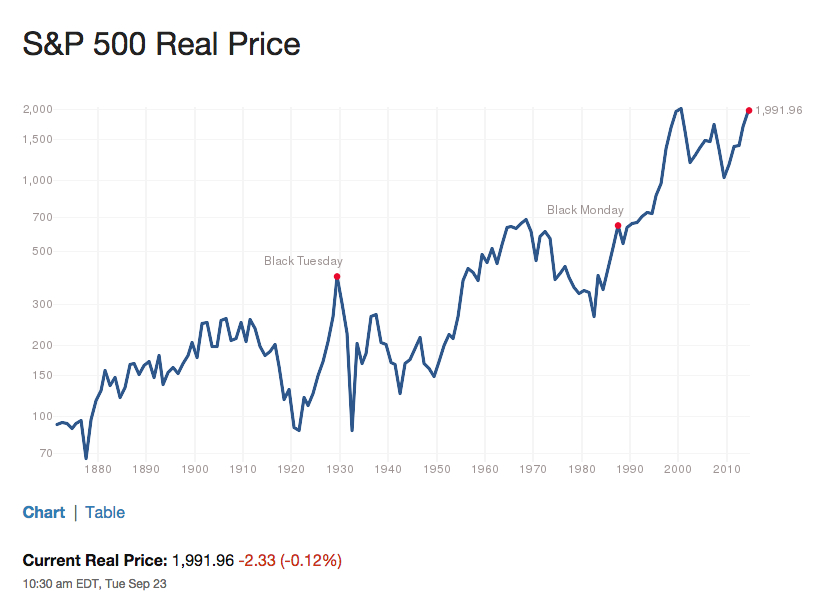 S&P 500 Real Price
2,000
1,991.96
1,500
1,000
Black Monday
700
500
Black Tuesday
300
200
150
100
70
1880 1890 1900 1910 1920 1930 1940 1950 1960 1970 1980 1990 2000 2010
Chart | Table
Current Real Price: 1,991.96 -2.33 (-0.12%)
10:30 am EDT, Tue Sep 23